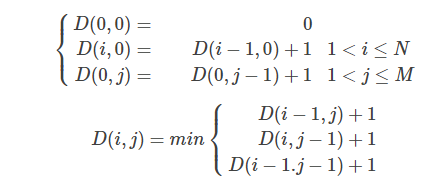 D(0,0) = 0
D(i,0) = D(i−1,0)+1 1<i≤N
D(0,j) = D(0,j−1)+1 1<j≤M
D(i−1,j)+1
D(i,j) = min { D(i,j−1)+1
D(i−1.j−1)+1